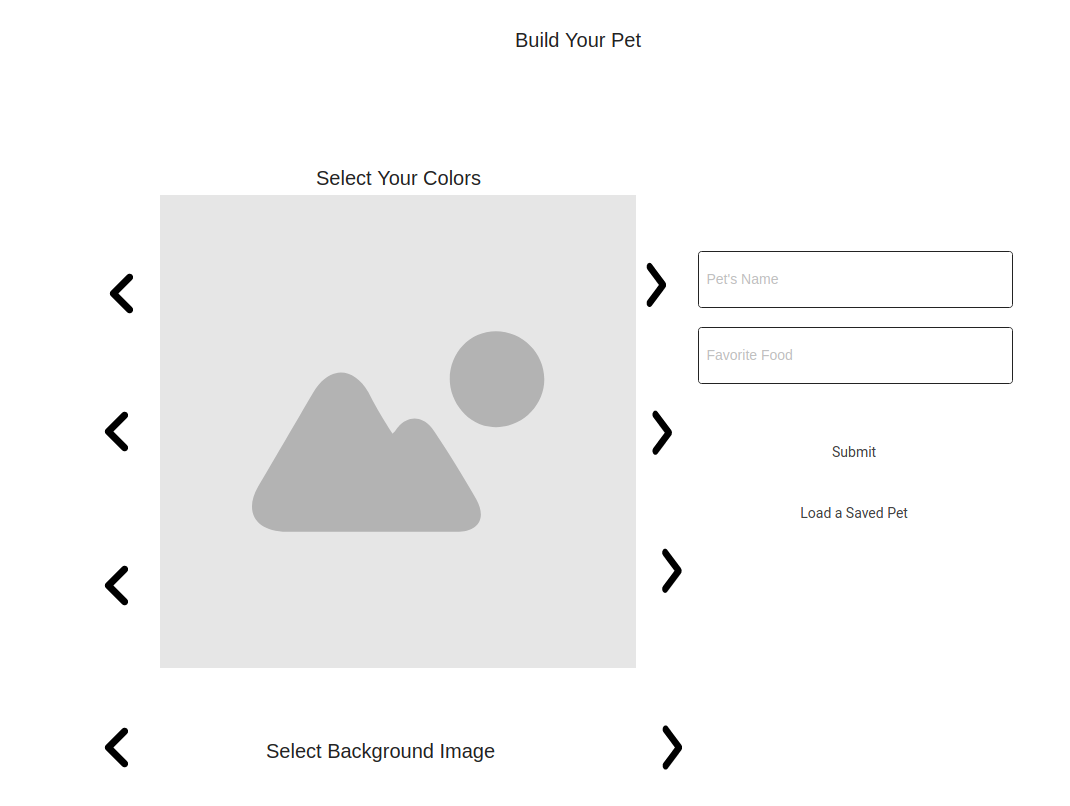 Build Your Pet
Select Your Colors
Pet's Name
Favorite Food
Submit
Load a Saved Pet
Select Background Image